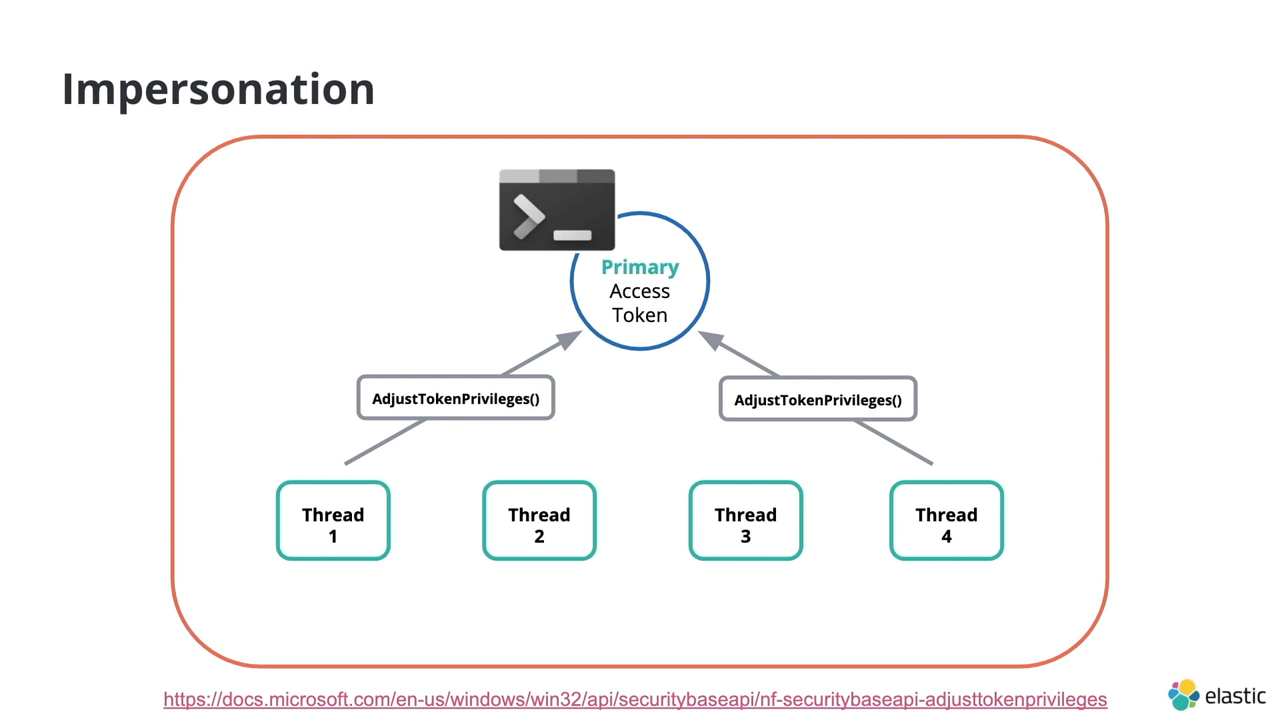 Impersonation
Primary
Access
Token
AdjustTokenPrivileges()
AdjustTokenPrivileges()
Thread
1
Thread
2
Thread
3
Thread
4
https://docs.microsoft.com/en-us/windows/win32/api/securitybaseapi/nf-securitybaseapi-adjusttokenprivileges
elastic